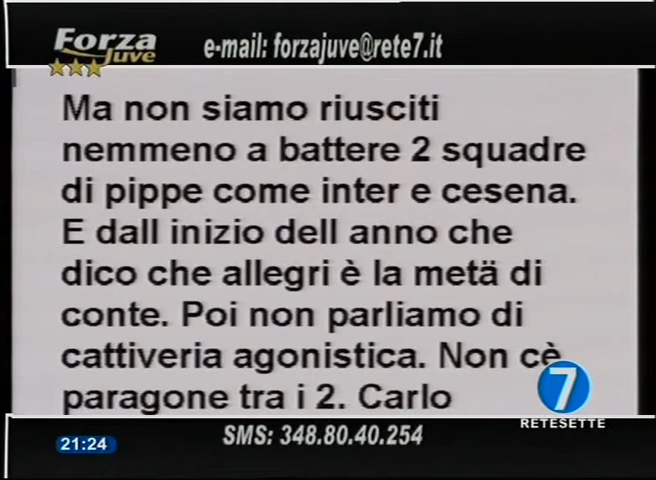 Forza
Juve
e-mail: forzajuve@rete7.it
Ma non siamo riusciti
nemmeno a battere 2 squadre
di pippe come inter e cesena.
E dall inizio dell anno che
dico che allegri è la metä di
conte. Poi non parliamo di
cattiveria agonistica. Non cè
paragone tra i 2. Carlo
7
RETESETTE
21:24
SMS: 348.80.40.254